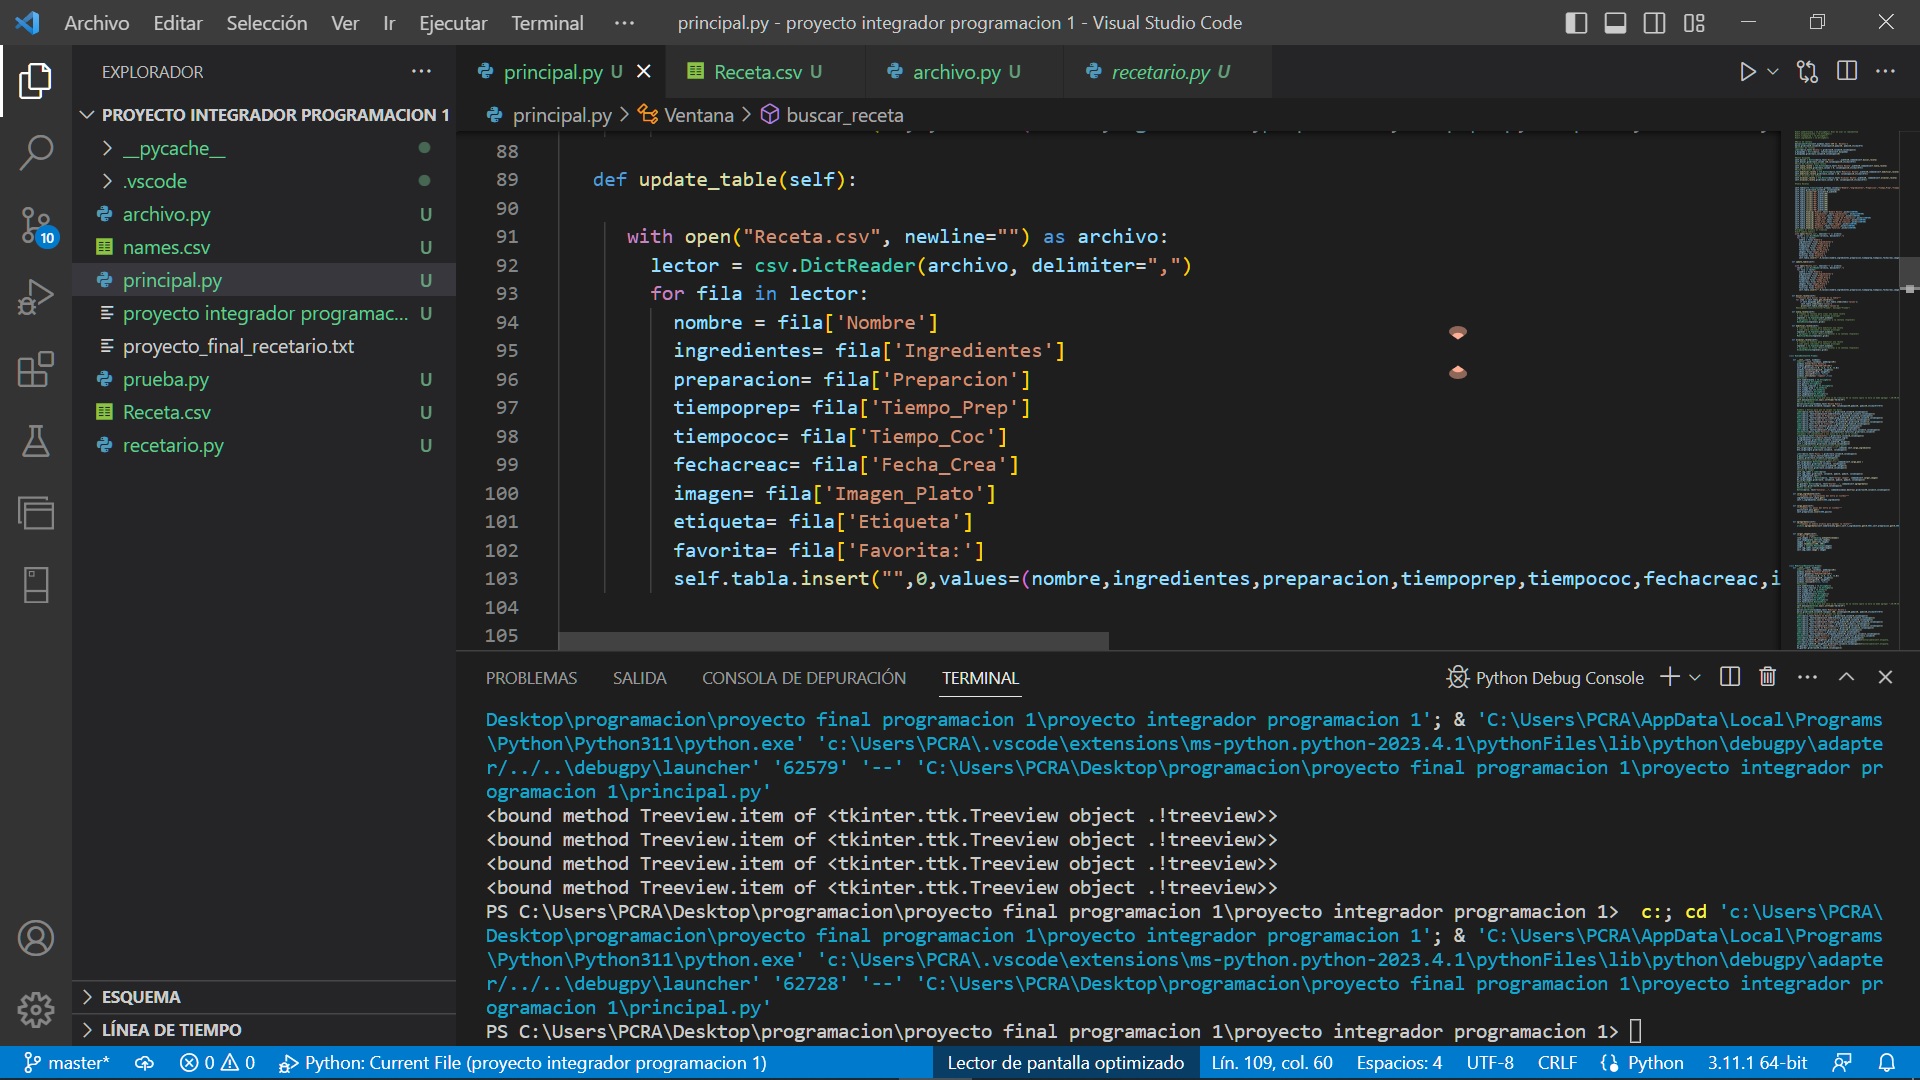 Archivo Editar Selección Ver Ir Ejecutar Terminal ··· principal.py - proyecto integrador programacion 1 - Visual Studio Code
EXPLORADOR ···
PROYECTO INTEGRADOR PROGRAMACION 1
__pycache__
.vscode
archivo.py U
names.csv U
principal.py U
proyecto integrador programac... U
proyecto_final_recetario.txt
prueba.py U
Receta.csv U
recetario.py U
10
ESQUEMA
LÍNEA DE TIEMPO
principal.py U Receta.csv U archivo.py U recetario.py U
principal.py > Ventana > buscar_receta
88
89 def update_table(self):
90
91 with open("Receta.csv", newline="") as archivo:
92 lector = csv.DictReader(archivo, delimiter=",")
93 for fila in lector:
94 nombre = fila['Nombre']
95 ingredientes= fila['Ingredientes']
96 preparacion= fila['Preparcion']
97 tiempoprep= fila['Tiempo_Prep']
98 tiempococ= fila['Tiempo_Coc']
99 fechacreac= fila['Fecha_Crea']
100 imagen= fila['Imagen_Plato']
101 etiqueta= fila['Etiqueta']
102 favorita= fila['Favorita:']
103 self.tabla.insert("",0,values=(nombre,ingredientes,preparacion,tiempoprep,tiempococ,fechacreac,i
104
105
PROBLEMAS SALIDA CONSOLA DE DEPURACIÓN TERMINAL Python Debug Console
Desktop\programacion\proyecto final programacion 1\proyecto integrador programacion 1'; & 'C:\Users\PCRA\AppData\Local\Programs
\Python\Python311\python.exe' 'c:\Users\PCRA\.vscode\extensions\ms-python.python-2023.4.1\pythonFiles\lib\python\debugpy\adapte
r/../..\debugpy\launcher' '62579' '--' 'C:\Users\PCRA\Desktop\programacion\proyecto final programacion 1\proyecto integrador pr
ogramacion 1\principal.py'
<bound method Treeview.item of <tkinter.ttk.Treeview object .!treeview>>
<bound method Treeview.item of <tkinter.ttk.Treeview object .!treeview>>
<bound method Treeview.item of <tkinter.ttk.Treeview object .!treeview>>
<bound method Treeview.item of <tkinter.ttk.Treeview object .!treeview>>
PS C:\Users\PCRA\Desktop\programacion\proyecto final programacion 1\proyecto integrador programacion 1> c:; cd 'c:\Users\PCRA\
Desktop\programacion\proyecto final programacion 1\proyecto integrador programacion 1'; & 'C:\Users\PCRA\AppData\Local\Programs
\Python\Python311\python.exe' 'c:\Users\PCRA\.vscode\extensions\ms-python.python-2023.4.1\pythonFiles\lib\python\debugpy\adapte
r/../..\debugpy\launcher' '62728' '--' 'C:\Users\PCRA\Desktop\programacion\proyecto final programacion 1\proyecto integrador pr
ogramacion 1\principal.py'
PS C:\Users\PCRA\Desktop\programacion\proyecto final programacion 1\proyecto integrador programacion 1>
master* 0 0 Python: Current File (proyecto integrador programacion 1) Lector de pantalla optimizado Lín. 109, col. 60 Espacios: 4 UTF-8 CRLF Python 3.11.1 64-bit